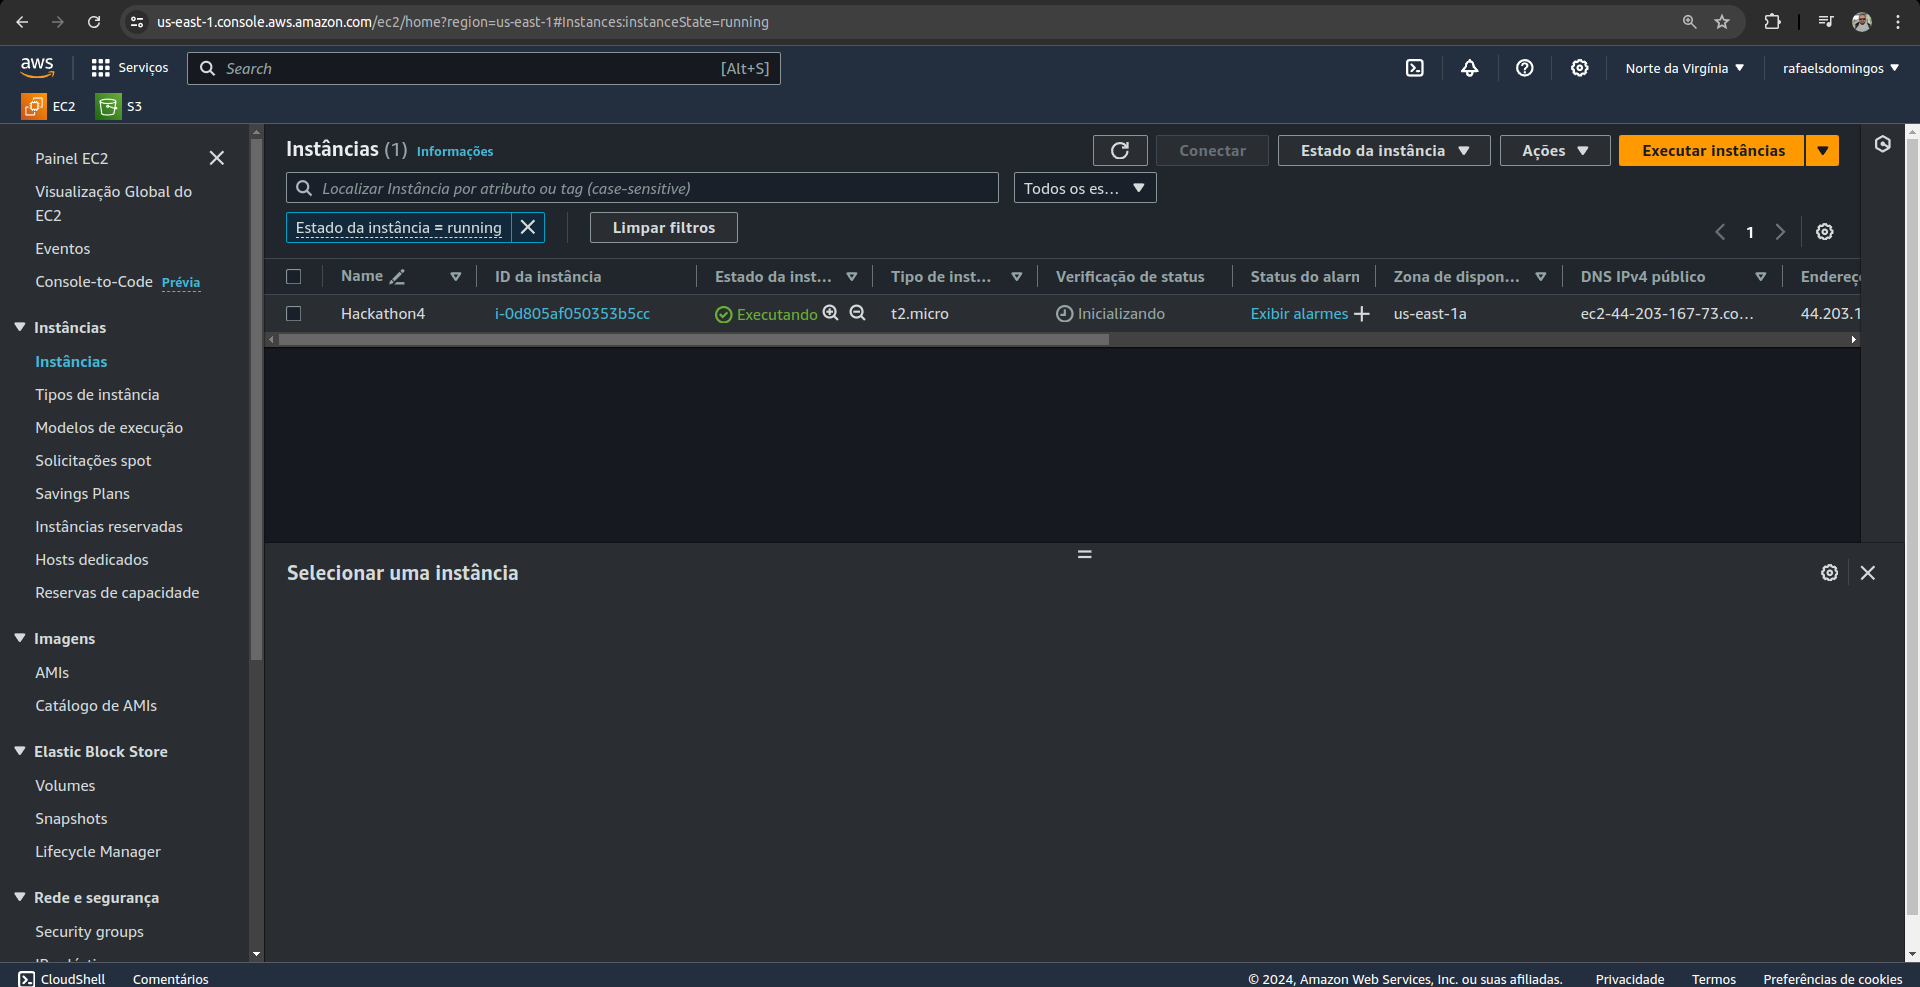 us-east-1.console.aws.amazon.com/ec2/home?region=us-east-1#Instances:instanceState=running
aws
Serviços
Search
[Alt+S]
Norte da Virgínia
rafaelsdomingos
EC2
S3
Painel EC2
Visualização Global do
EC2
Eventos
Console-to-Code Prévia
Instâncias
Instâncias
Tipos de instância
Modelos de execução
Solicitações spot
Savings Plans
Instâncias reservadas
Hosts dedicados
Reservas de capacidade
Imagens
AMIs
Catálogo de AMIs
Elastic Block Store
Volumes
Snapshots
Lifecycle Manager
Rede e segurança
Security groups
Instâncias (1) Informações
Conectar
Estado da instância
Ações
Executar instâncias
Localizar Instância por atributo ou tag (case-sensitive)
Todos os es...
Estado da instância = running
Limpar filtros
1
Name ID da instância Estado da inst... Tipo de inst... Verificação de status Status do alarn Zona de dispon... DNS IPv4 público Endereç
Hackathon4 i-0d805af050353b5cc Executando t2.micro Inicializando Exibir alarmes us-east-1a ec2-44-203-167-73.co... 44.203.1
Selecionar uma instância
CloudShell Comentários © 2024, Amazon Web Services, Inc. ou suas afiliadas. Privacidade Termos Preferências de cookies